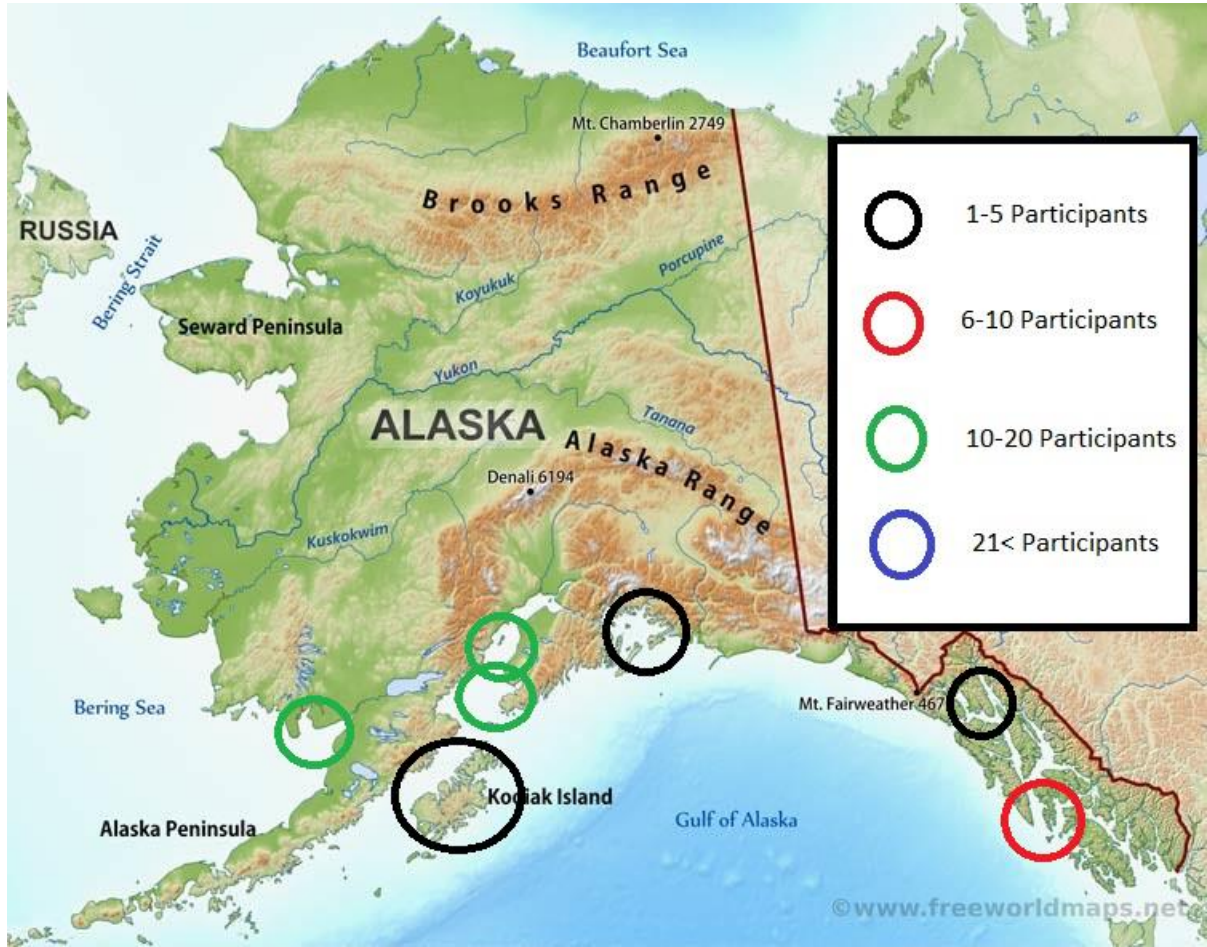 Beaufort Sea
Mt. Chamberlin 2749
Brooks Range
RUSSIA
Bering Strait
Porcupine
Koyukuk
Seward Peninsula
Yukon
ALASKA
Tanana
Alaska Range
Denali 6194
Kuskokwim
1-5 Participants
6-10 Participants
10-20 Participants
21< Participants
Bering Sea
Mt. Fairweather 467
Kodiak Island
Gulf of Alaska
Alaska Peninsula
©www.freeworldmaps.net